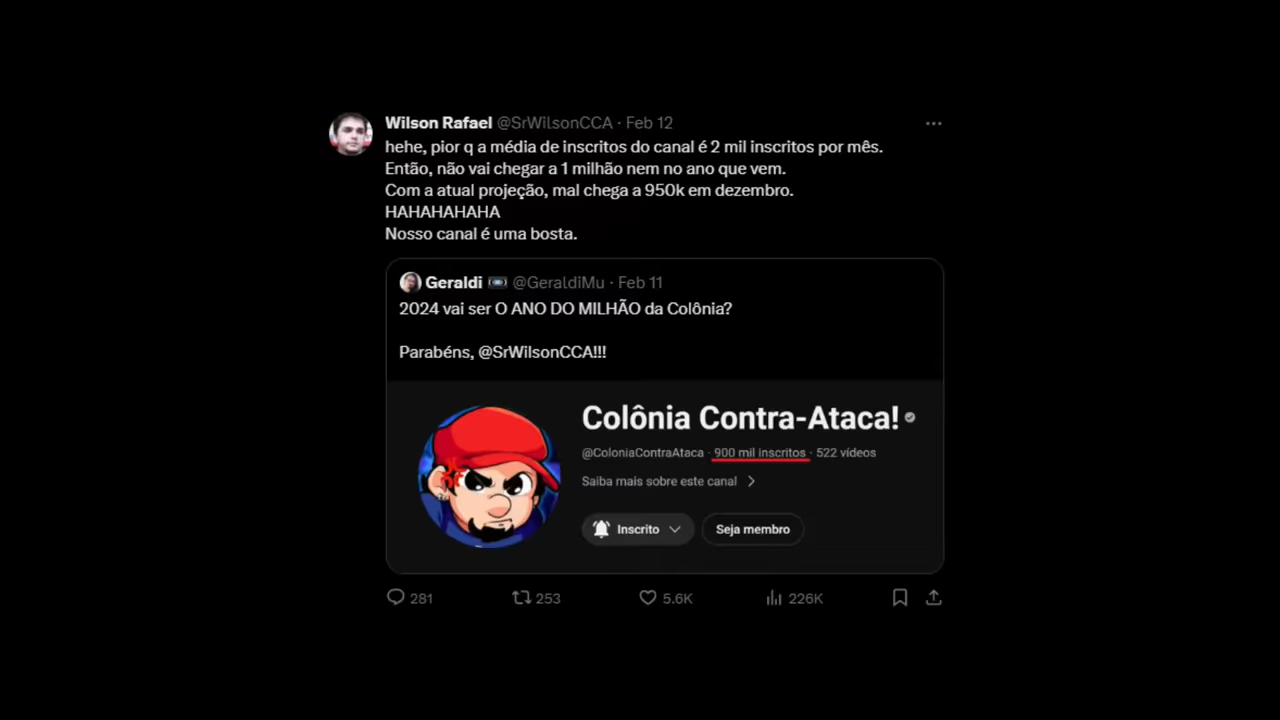 Wilson Rafael @SrWilsonCCA · Feb 12
hehe, pior q a média de inscritos do canal é 2 mil inscritos por mês.
Então, não vai chegar a 1 milhão nem no ano que vem.
Com a atual projeção, mal chega a 950k em dezembro.
HAHAHAHAHA
Nosso canal é uma bosta.
Geraldi @GeraldiMu · Feb 11
2024 vai ser O ANO DO MILHÃO da Colônia?
Parabéns, @SrWilsonCCA!!!
Colônia Contra-Ataca!
@ColoniaContraAtaca · 900 mil inscritos · 522 vídeos
Saiba mais sobre este canal
Inscrito Seja membro
281 253 5.6K 226K